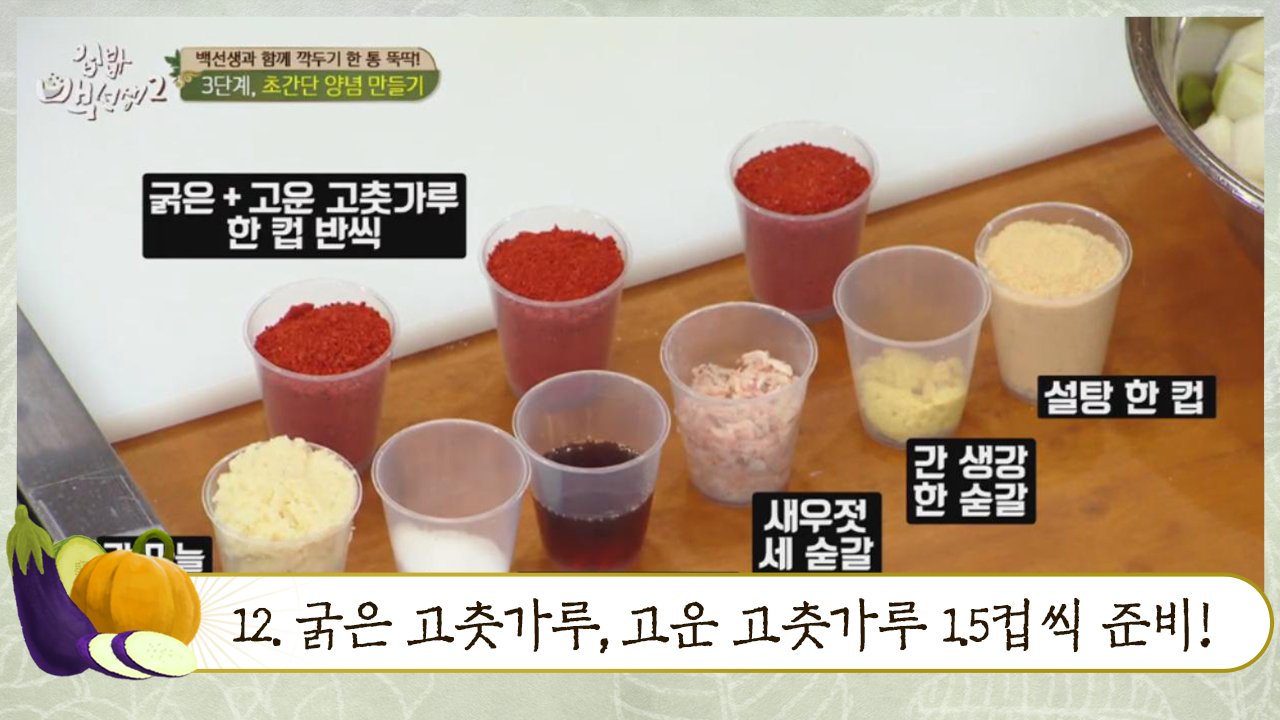 집밥
백선생2
백선생과 함께 깍두기 한 통 뚝딱!
3단계, 초간단 양념 만들기
굵은 + 고운 고춧가루
한 컵 반씩
설탕 한 컵
간 생강
한 숟갈
새우젓
세 숟갈
12. 굵은 고춧가루, 고운 고춧가루 1.5컵씩 준비!